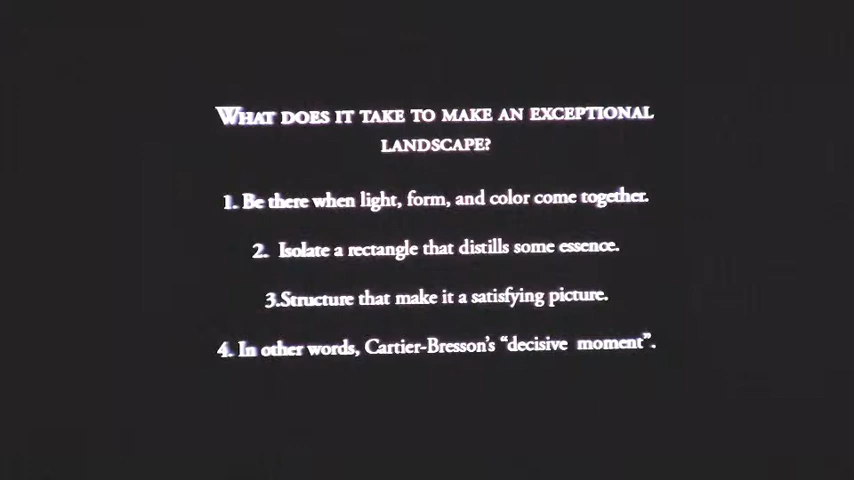 WHAT DOES IT TAKE TO MAKE AN EXCEPTIONAL
LANDSCAPE?
1. Be there when light, form, and color come together.
2. Isolate a rectangle that distills some essence.
3.Structure that make it a satisfying picture.
4. In other words, Cartier-Bresson's “decisive moment”.